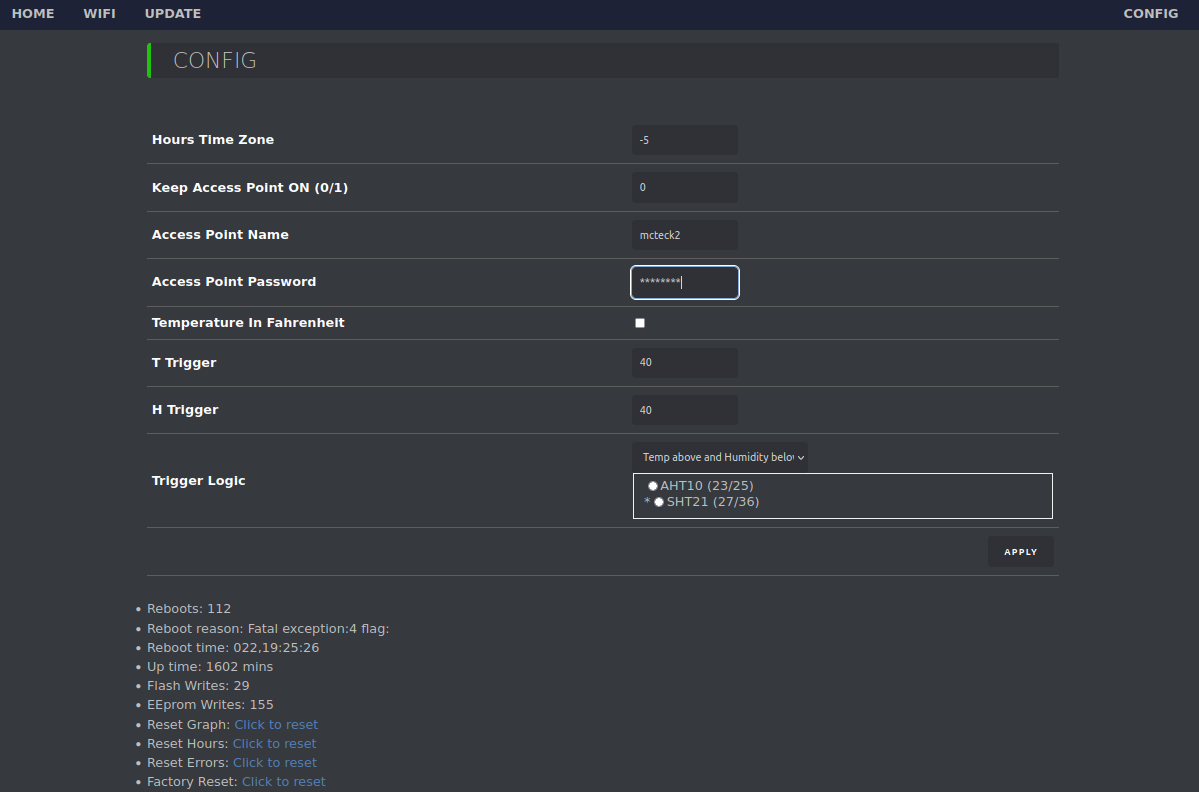 HOME WIFI UPDATE CONFIG
CONFIG
Hours Time Zone -5
Keep Access Point ON (0/1) 0
Access Point Name mcteck2
Access Point Password ********
Temperature In Fahrenheit
T Trigger 40
H Trigger 40
Temp above and Humidity belo
Trigger Logic
AHT10 (23/25)
* SHT21 (27/36)
APPLY
• Reboots: 112
• Reboot reason: Fatal exception:4 flag:
• Reboot time: 022,19:25:26
• Up time: 1602 mins
• Flash Writes: 29
• EEprom Writes: 155
• Reset Graph: Click to reset
• Reset Hours: Click to reset
• Reset Errors: Click to reset
• Factory Reset: Click to reset